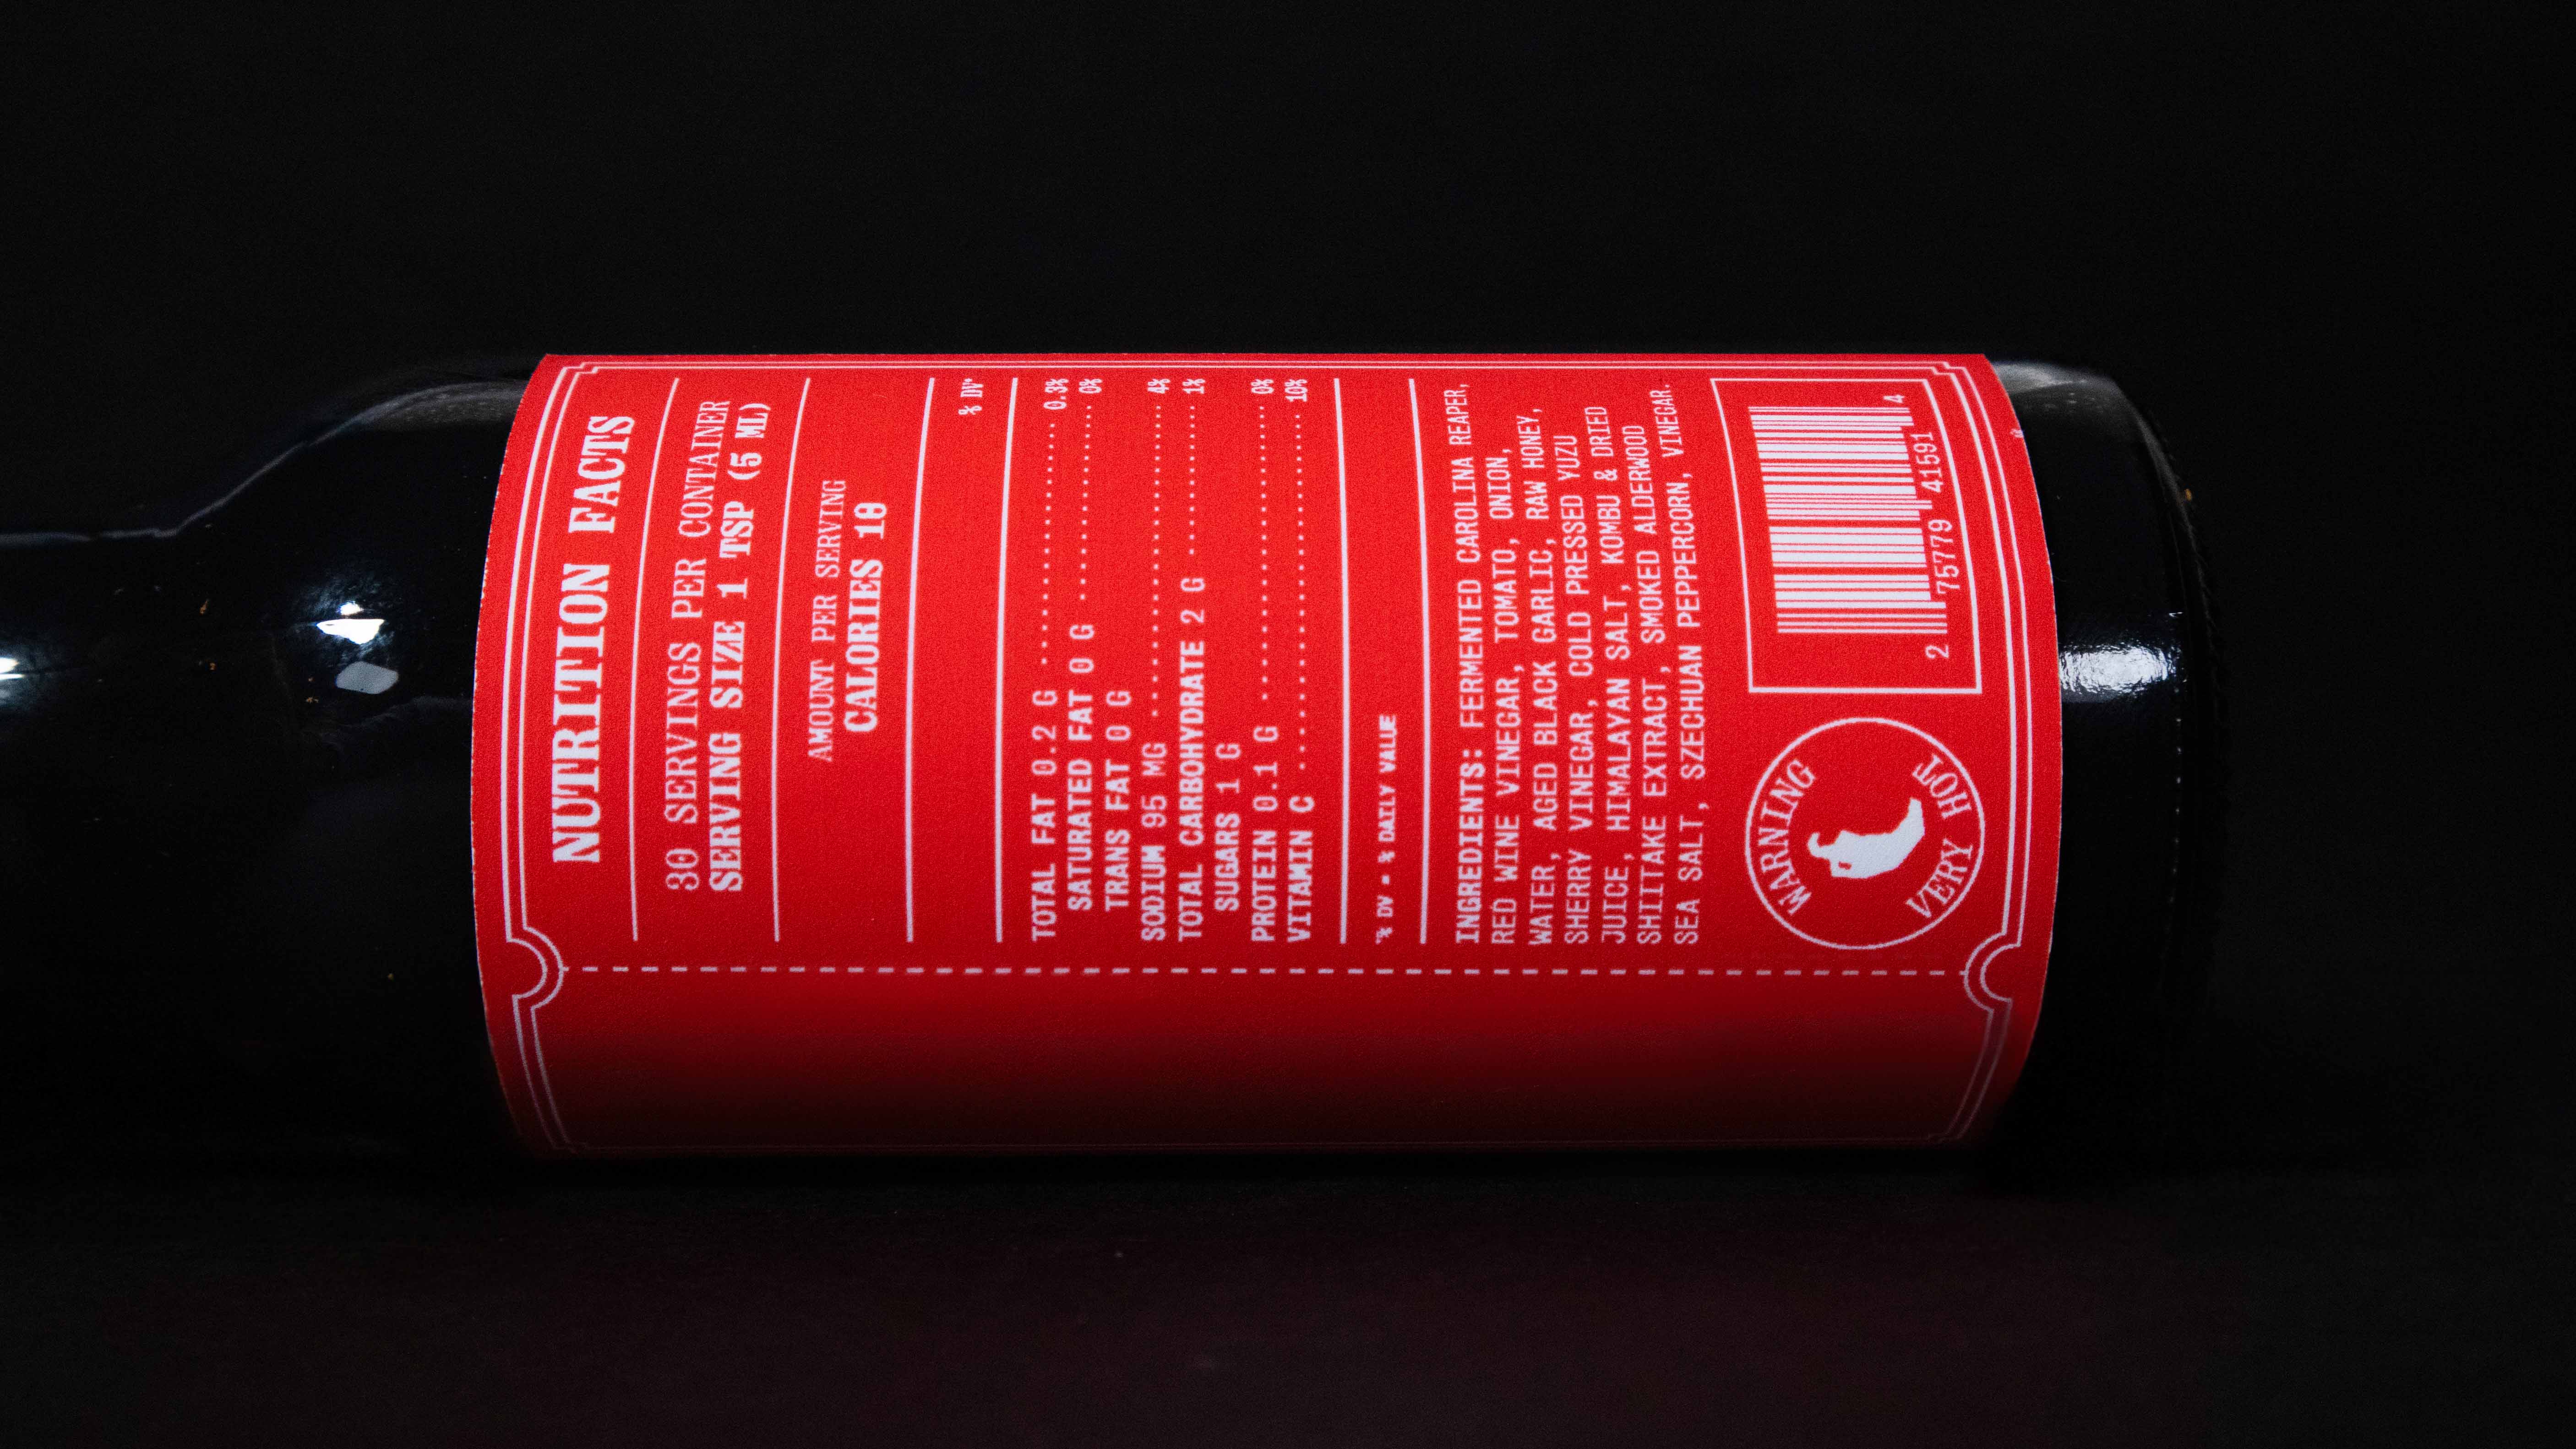 NUTRITION FACTS
30 SERVINGS PER CONTAINER
SERVING SIZE 1 TSP (5 ML)
AMOUNT PER SERVING
CALORIES 10
% DV*
TOTAL FAT 0.2 G 0.3%
SATURATED FAT 0 G 0%
TRANS FAT 0 G
SODIUM 95 MG 4%
TOTAL CARBOHYDRATE 2 G 1%
SUGARS 1 G
PROTEIN 0.1 G 0%
VITAMIN C 10%
*% DV = % DAILY VALUE
INGREDIENTS: FERMENTED CAROLINA REAPER,
RED WINE VINEGAR, TOMATO, ONION,
WATER, AGED BLACK GARLIC, RAW HONEY,
SHERRY VINEGAR, COLD PRESSED YUZU
JUICE, HIMALAYAN SALT, KOMBU & DRIED
SHIITAKE EXTRACT, SMOKED ALDERWOOD
SEA SALT, SZECHUAN PEPPERCORN, VINEGAR.
WARNING
VERY HOT
2 75779 41591 4